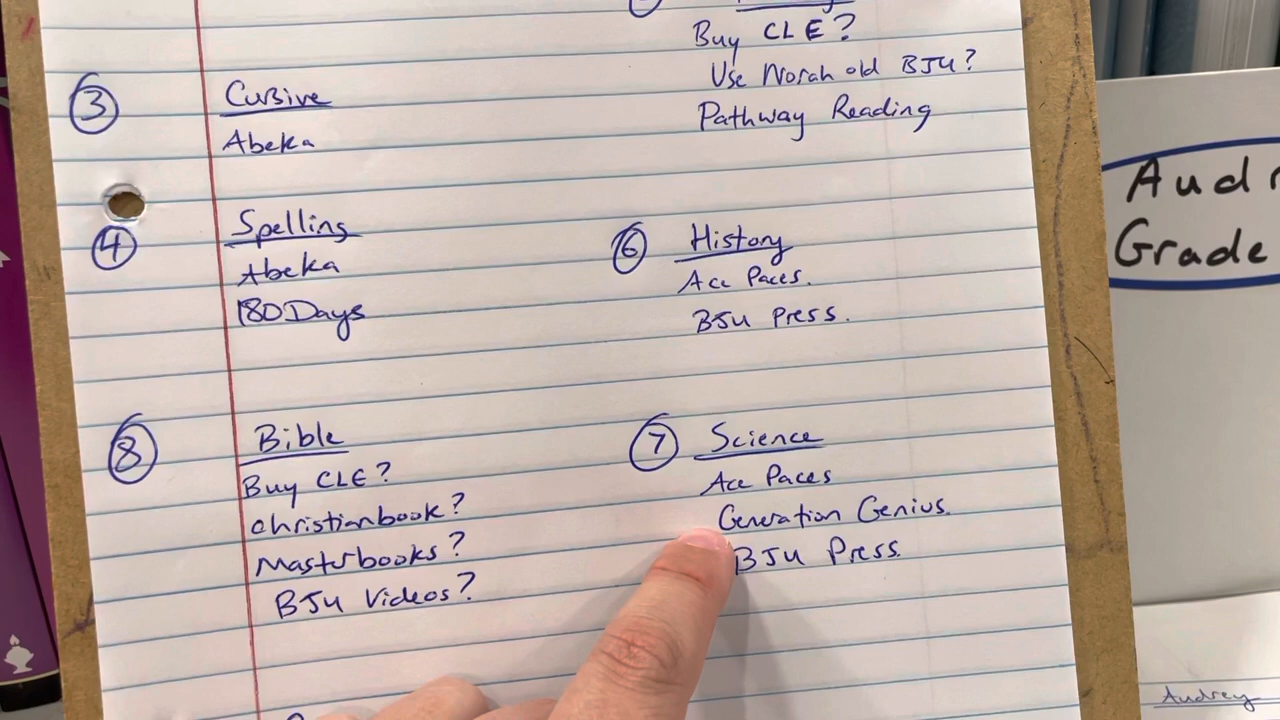 Buy CLE?
Use Norah old BJU?
Pathway Reading
③ Cursive
Abeka
④ Spelling
Abeka
180 Days
⑥ History
Ace Paces.
BJU Press.
⑧ Bible
Buy CLE?
christianbook?
Masterbooks?
BJU Videos?
⑦ Science
Ace Paces
Generation Genius.
BJU Press.
Grade
Audrey